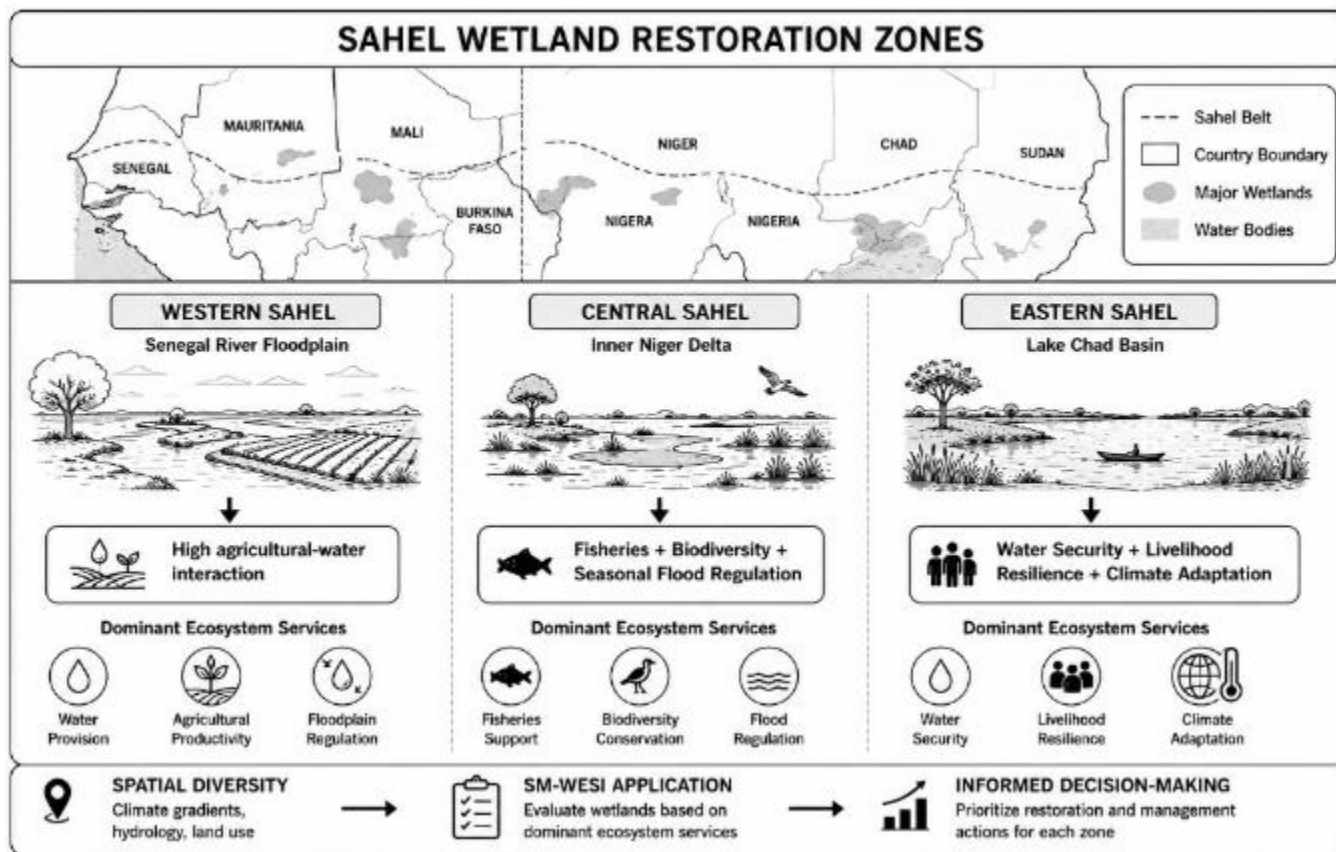 SAHEL WETLAND RESTORATION ZONES
MAURITANIA
MALI
SENEGAL
BURKINA
FASO
NIGER
CHAD
SUDAN
NIGERA
NIGERIA
Sahel Belt
Country Boundary
Major Wetlands
Water Bodies
WESTERN SAHEL
Senegal River Floodplain
High agricultural-water
interaction
Dominant Ecosystem Services
Water
Provision
Agricultural
Productivity
Floodplain
Regulation
CENTRAL SAHEL
Inner Niger Delta
Fisheries + Biodiversity +
Seasonal Flood Regulation
Dominant Ecosystem Services
Fisheries
Support
Biodiversity
Conservation
Flood
Regulation
EASTERN SAHEL
Lake Chad Basin
Water Security + Livelihood
Resilience + Climate Adaptation
Dominant Ecosystem Services
Water
Security
Livelihood
Resilience
Climate
Adaptation
SPATIAL DIVERSITY
Climate gradients,
hydrology, land use
SM-WESI APPLICATION
Evaluate wetlands based on
dominant ecosystem services
INFORMED DECISION-MAKING
Prioritize restoration and management
actions for each zone